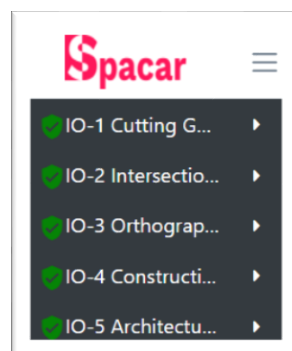 Spacar
IO-1 Cutting G...
IO-2 Intersectio...
IO-3 Orthograp...
IO-4 Constructi...
IO-5 Architectu...